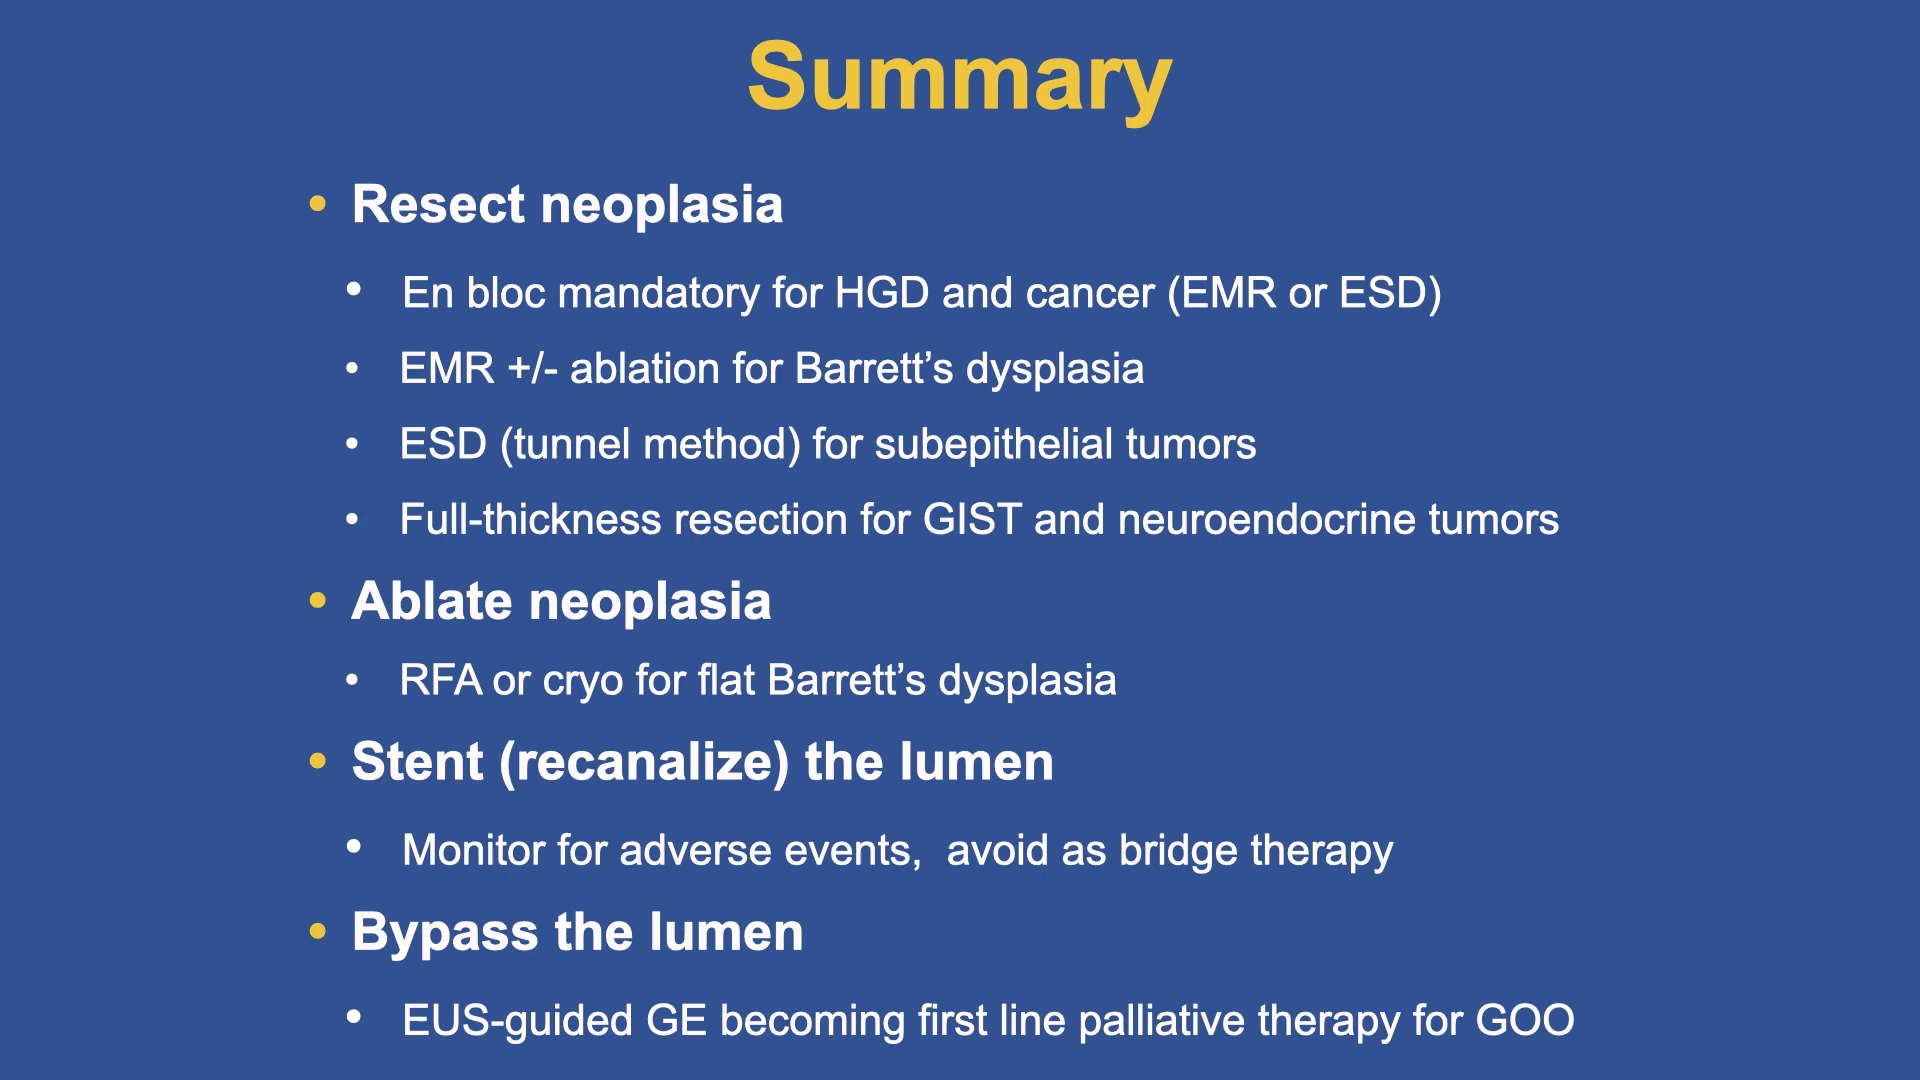 Summary
• Resect neoplasia
• En bloc mandatory for HGD and cancer (EMR or ESD)
• EMR +/- ablation for Barrett’s dysplasia
• ESD (tunnel method) for subepithelial tumors
• Full-thickness resection for GIST and neuroendocrine tumors
• Ablate neoplasia
• RFA or cryo for flat Barrett’s dysplasia
• Stent (recanalize) the lumen
• Monitor for adverse events,  avoid as bridge therapy
• Bypass the lumen
• EUS-guided GE becoming first line palliative therapy for GOO